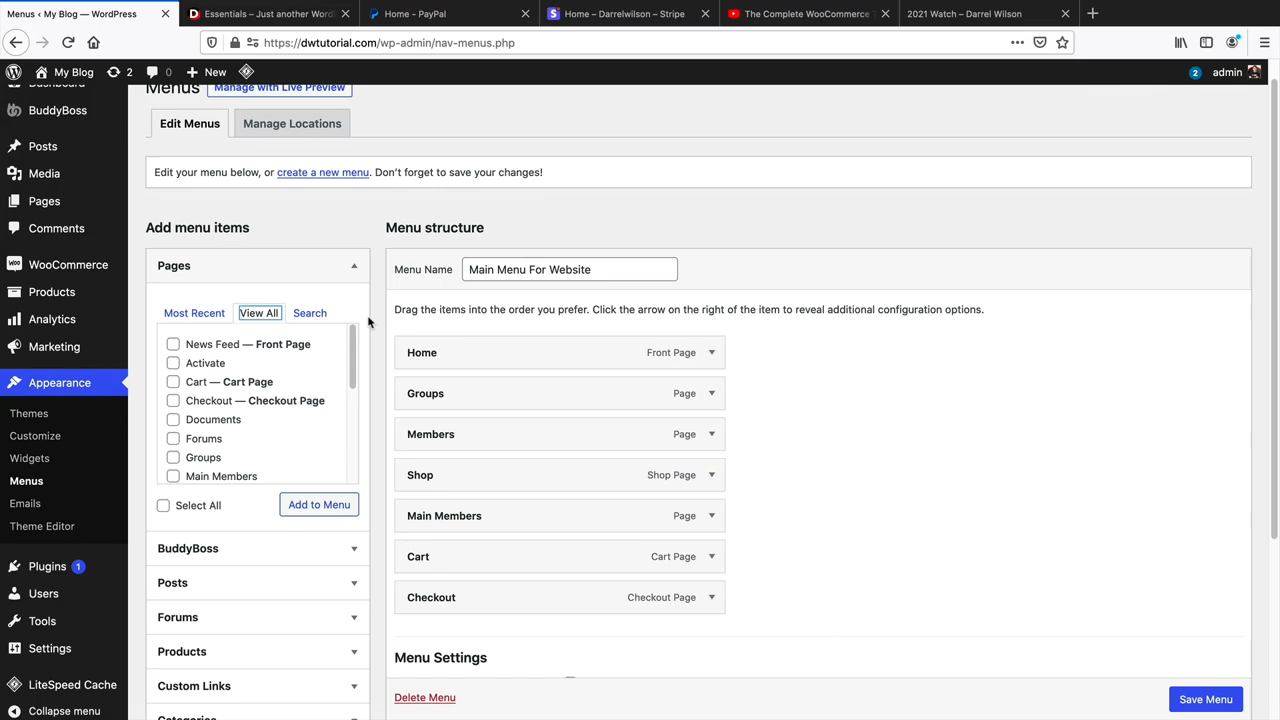 Menus ‹ My Blog — WordPress
Essentials – Just another Word
Home - PayPal
Home – Darrelwilson – Stripe
The Complete WooCommerce T
2021 Watch – Darrel Wilson
https://dwtutorial.com/wp-admin/nav-menus.php
My Blog
2
0
New
2
admin
Dashboard
BuddyBoss
Posts
Media
Pages
Comments
WooCommerce
Products
Analytics
Marketing
Appearance
Themes
Customize
Widgets
Menus
Emails
Theme Editor
Plugins 1
Users
Tools
Settings
LiteSpeed Cache
Collapse menu
Menus
Manage with Live Preview
Edit Menus
Manage Locations
Edit your menu below, or create a new menu. Don’t forget to save your changes!
Add menu items
Pages
Most Recent
View All
Search
News Feed — Front Page
Activate
Cart — Cart Page
Checkout — Checkout Page
Documents
Forums
Groups
Main Members
Select All
Add to Menu
BuddyBoss
Posts
Forums
Products
Custom Links
Categories
Menu structure
Menu Name
Main Menu For Website
Drag the items into the order you prefer. Click the arrow on the right of the item to reveal additional configuration options.
Home Front Page
Groups Page
Members Page
Shop Shop Page
Main Members Page
Cart Cart Page
Checkout Checkout Page
Menu Settings
Delete Menu
Save Menu